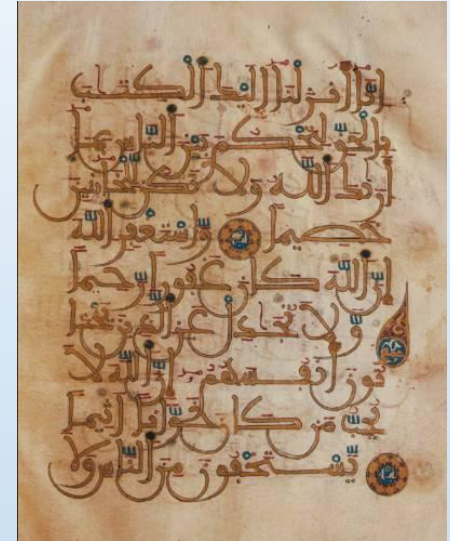 إنا أنزلنا إليك الكتب
بالحق لتحكم بين الناس بما
أريك الله ولا تكن للخائنين
خصيما واستغفر الله
إن الله كان غفورا رحيما
ولا تجدل عن الذين يختا
نون أنفسهم إن الله لا
يحب من كان خوانا أثيما
يستخفون من الناس ولا